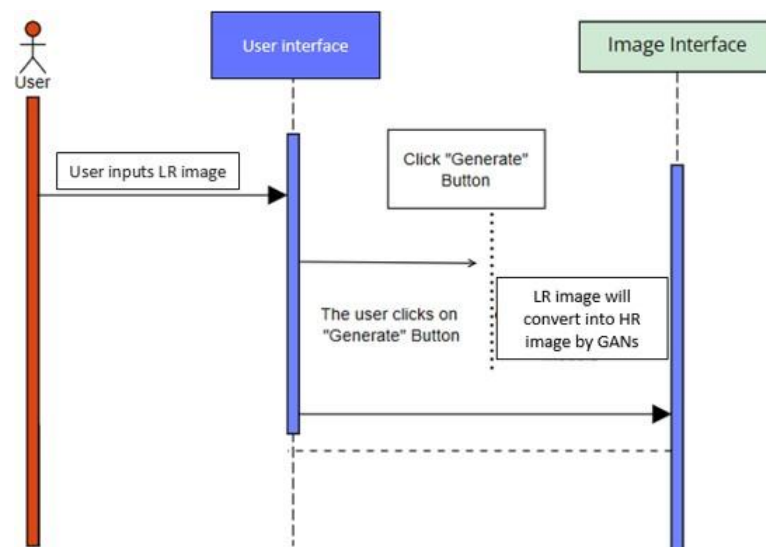 User interface
Image Interface
User
Click "Generate"
Button
User inputs LR image
The user clicks on
"Generate" Button
LR image will
convert into HR
image by GANs